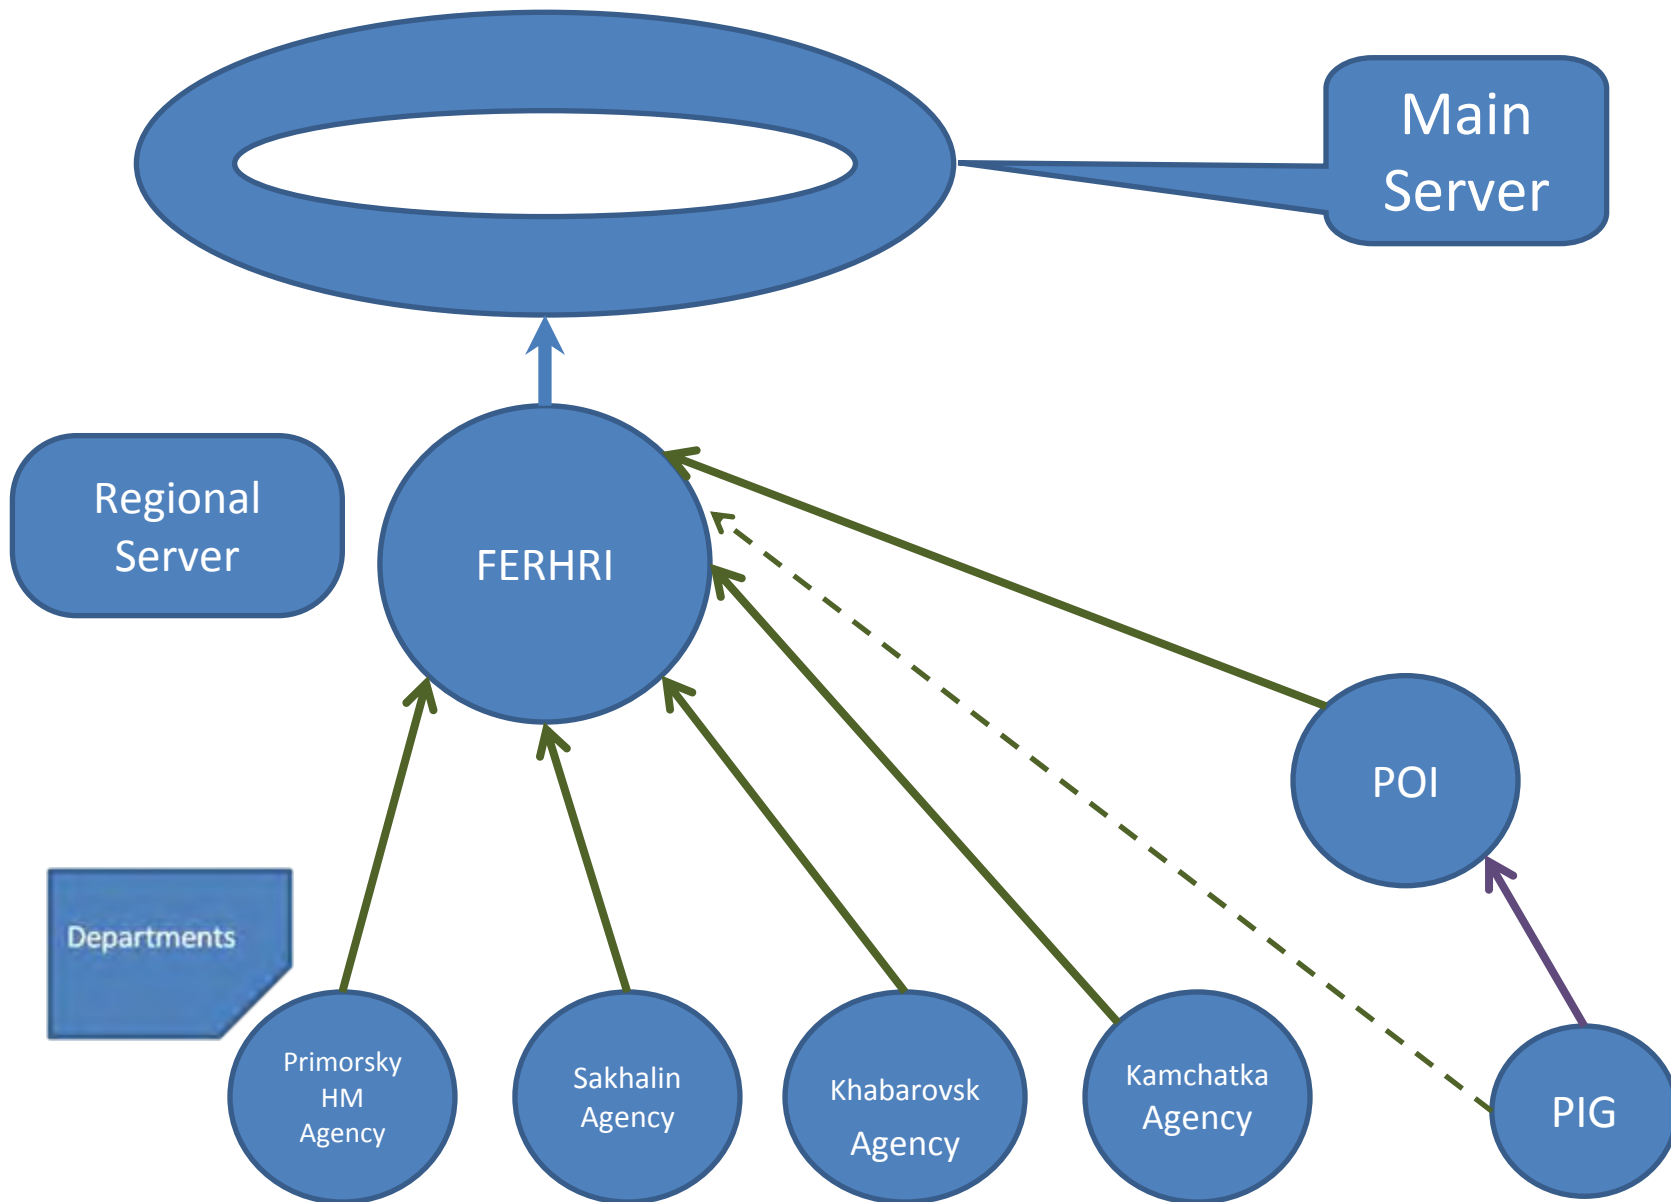 Main
Server
Regional
Server
FERHRI
POI
Departments
Primorsky
HM
Agency
Sakhalin
Agency
Khabarovsk
Agency
Kamchatka
Agency
PIG